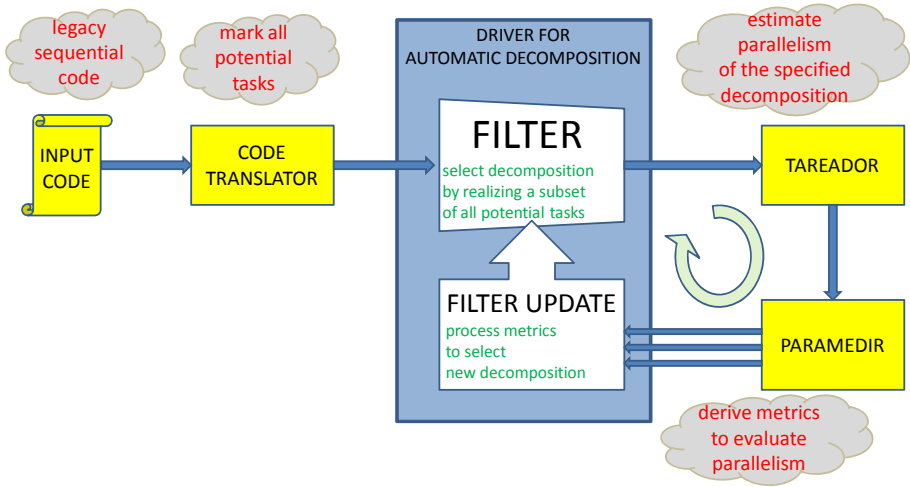 legacy
sequential
code
mark all
potential
tasks
DRIVER FOR
AUTOMATIC DECOMPOSITION
estimate
parallelism
of the specified
decomposition
INPUT
CODE
CODE
TRANSLATOR
FILTER
select decomposition
by realizing a subset
of all potential tasks
TAREADOR
FILTER UPDATE
process metrics
to select
new decomposition
PARAMEDIR
derive metrics
to evaluate
parallelism